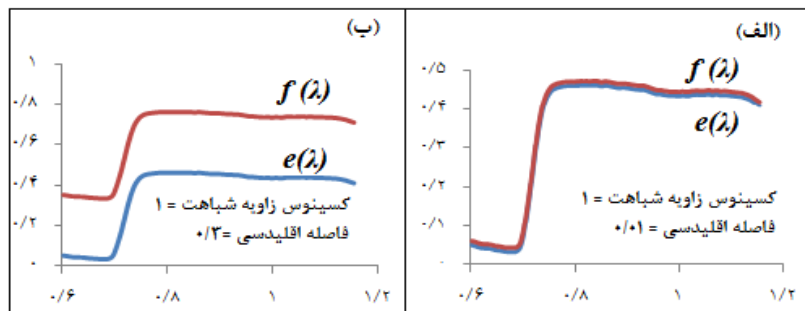 (الف)
۰/۵
۰/۴
۰/۳
۰/۲
۰/۱
۰
f (λ)
e(λ)
کسینوس زاویه شباهت = ۱
فاصله اقلیدسی = ۰/۰۱
۰/۶ ۰/۸ ۱ ۱/۲
(ب)
۱
۰/۸
۰/۶
۰/۴
۰/۲
۰
f (λ)
e(λ)
کسینوس زاویه شباهت = ۱
فاصله اقلیدسی = ۰/۳
۰/۶ ۰/۸ ۱ ۱/۲